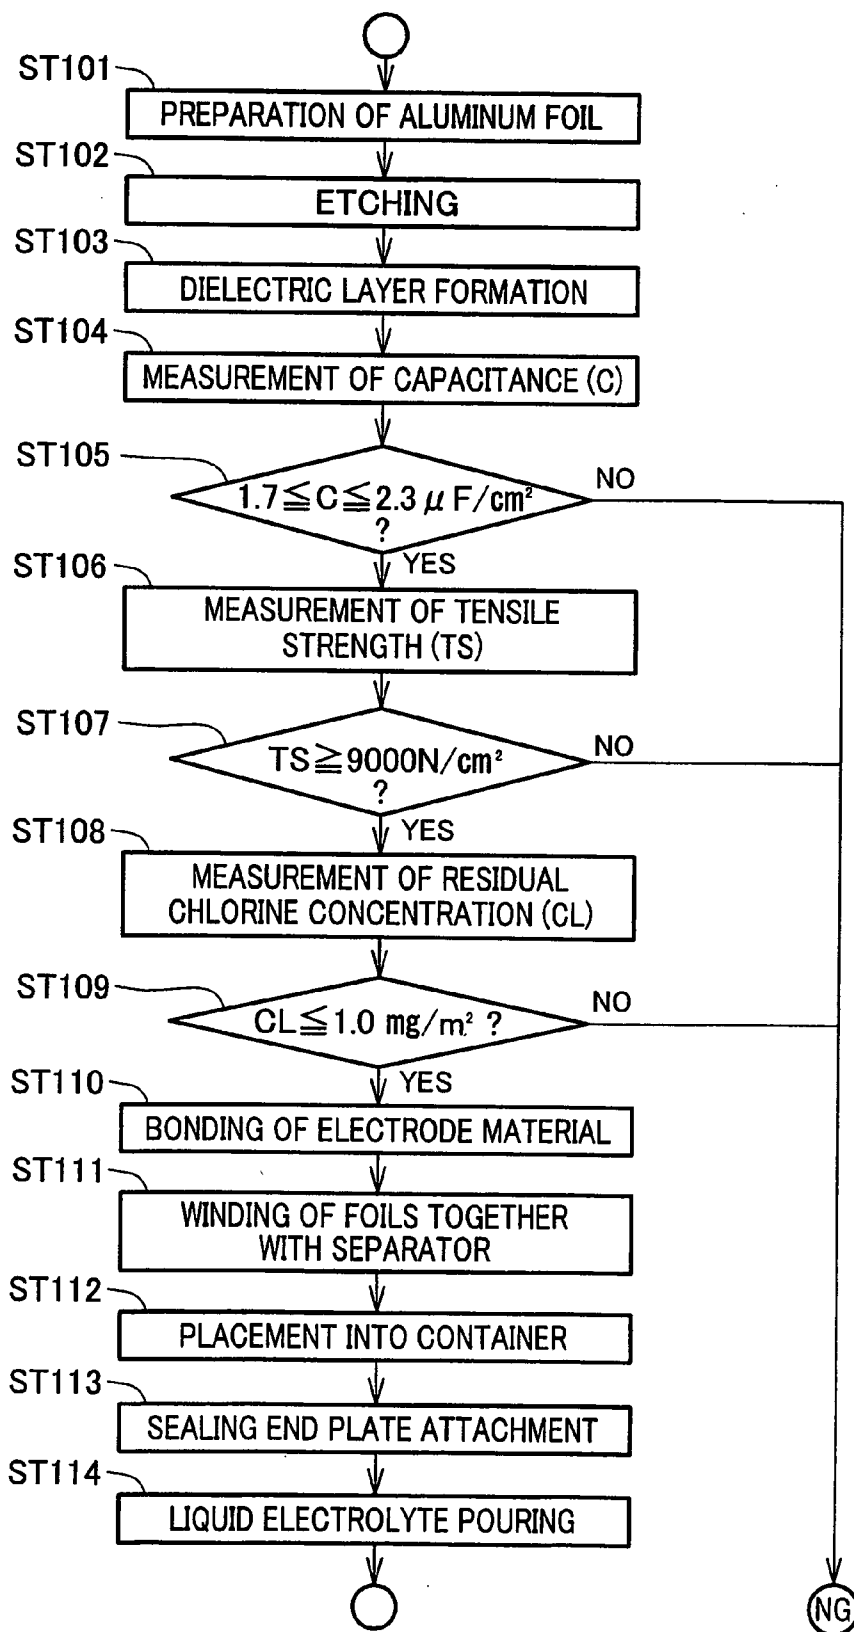 ST101
PREPARATION OF ALUMINUM FOIL
ST102
ETCHING
ST103
DIELECTRIC LAYER FORMATION
ST104
MEASUREMENT OF CAPACITANCE (C)
ST105
1.7≦C≦2.3 μ F/cm²
?
NO
YES
ST106
MEASUREMENT OF TENSILE
STRENGTH (TS)
ST107
TS≧9000N/cm²
?
NO
YES
ST108
MEASUREMENT OF RESIDUAL
CHLORINE CONCENTRATION (CL)
ST109
CL≦1.0 mg/m² ?
NO
YES
ST110
BONDING OF ELECTRODE MATERIAL
ST111
WINDING OF FOILS TOGETHER
WITH SEPARATOR
ST112
PLACEMENT INTO CONTAINER
ST113
SEALING END PLATE ATTACHMENT
ST114
LIQUID ELECTROLYTE POURING
NG